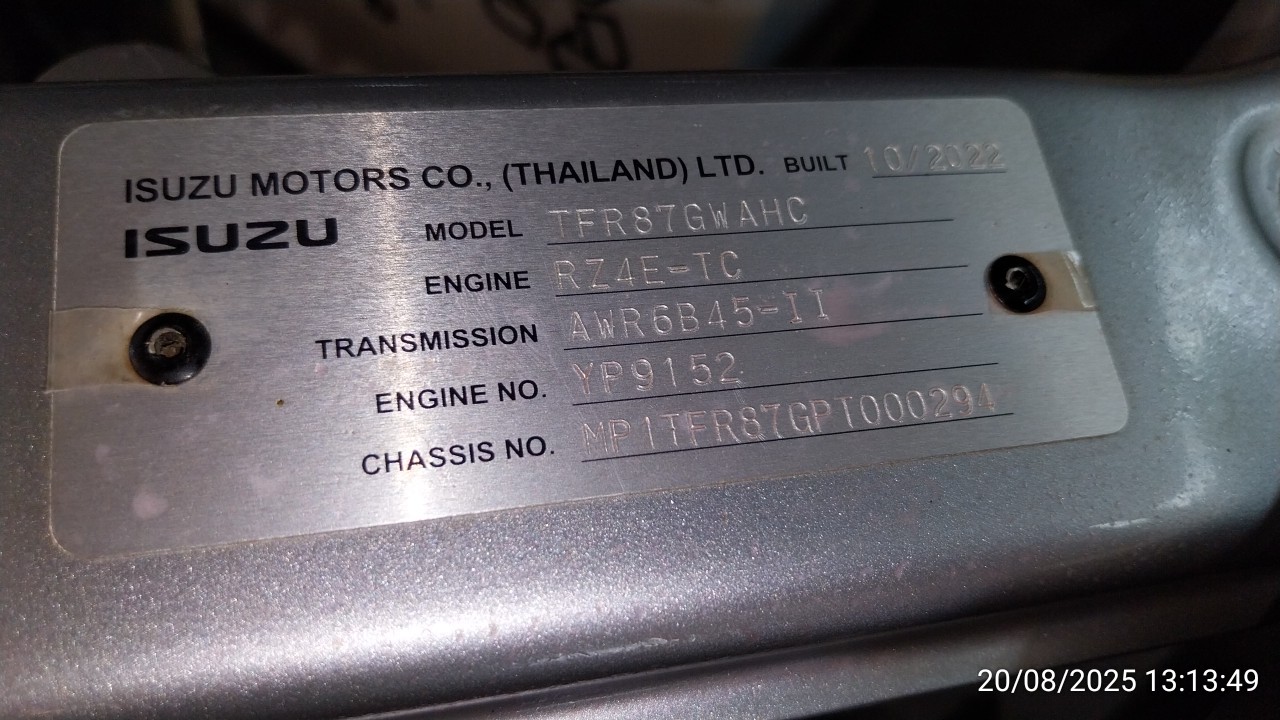 ISUZU MOTORS CO., (THAILAND) LTD. BUILT 10/2022
ISUZU
MODEL TFR87GWAHC
ENGINE RZ4E-TC
TRANSMISSION AWR6B45-II
ENGINE NO. YP9152
CHASSIS NO. MP1TFR87GPT000294
20/08/2025 13:13:49